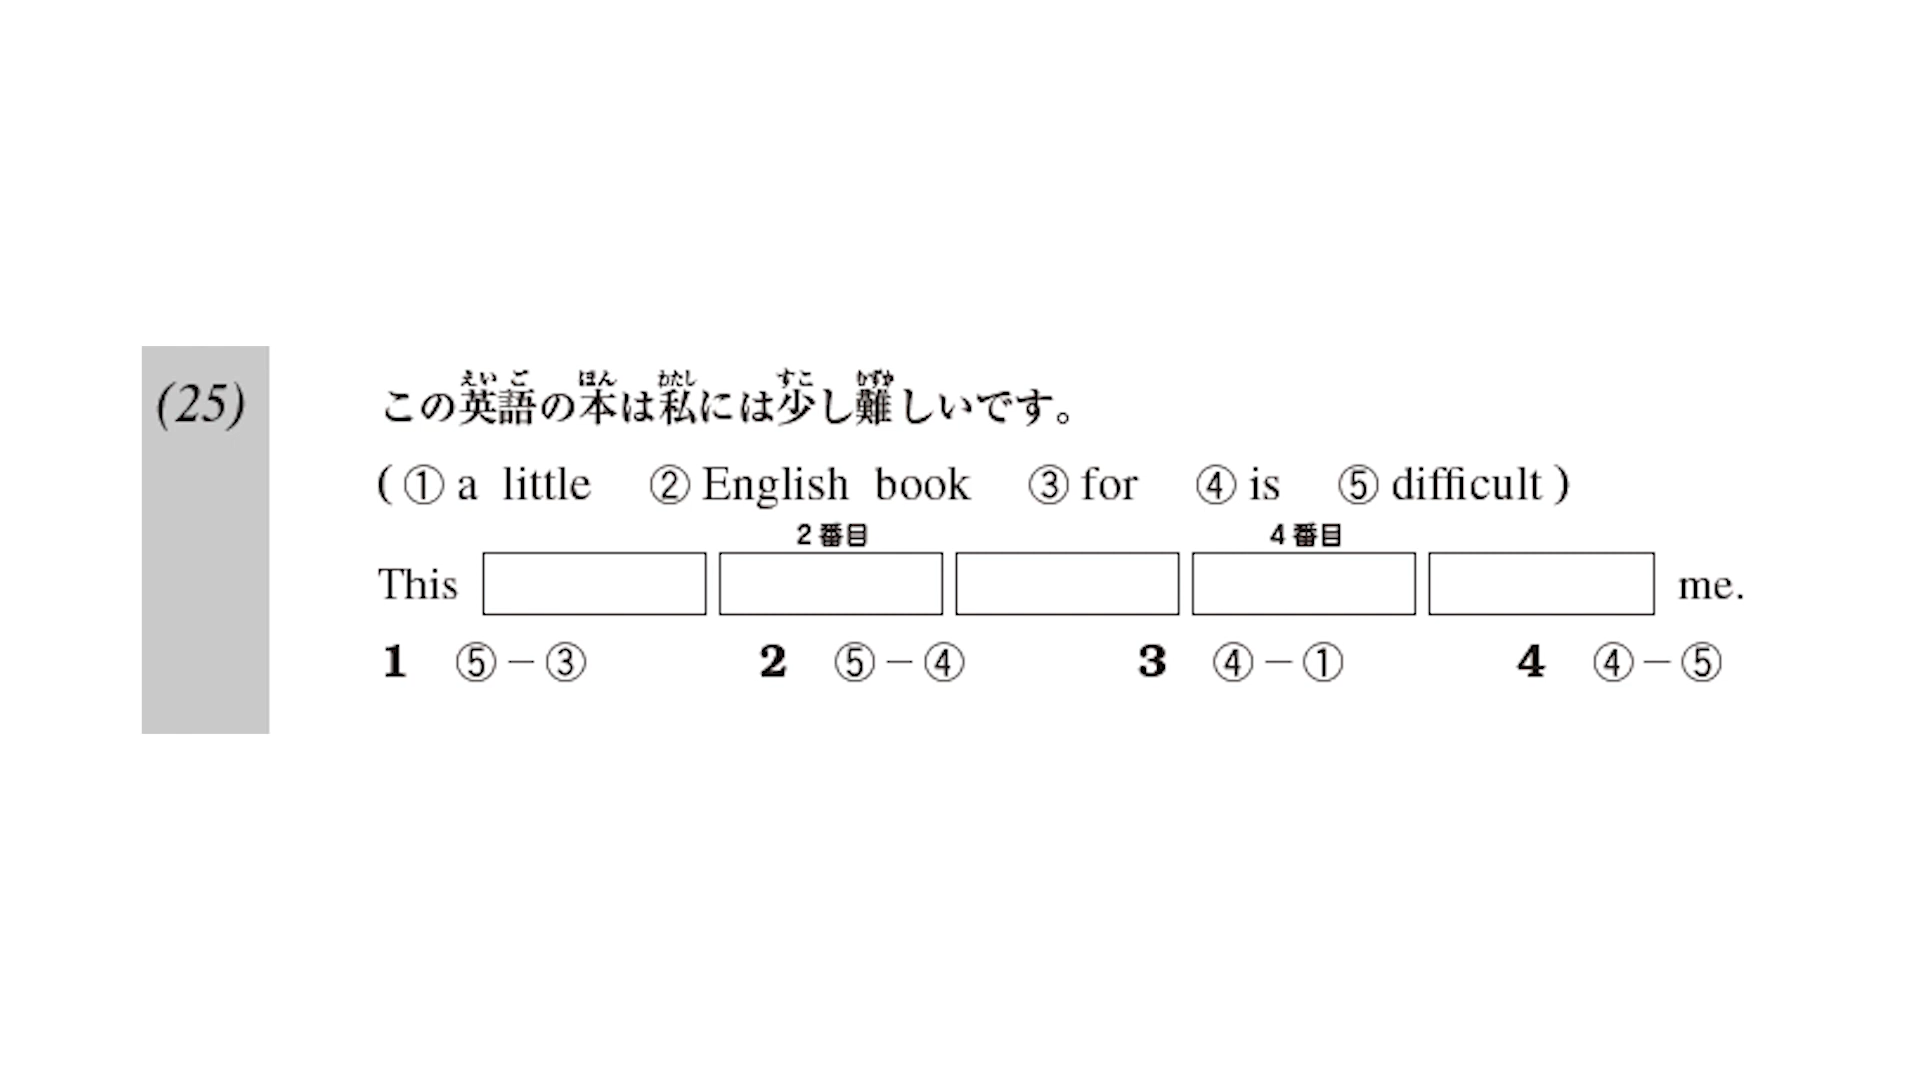 (25) この英語の本は私には少し難しいです。
( ① a little ② English book ③ for ④ is ⑤ difficult )
2番目 4番目
This me.
1 ⑤－③ 2 ⑤－④ 3 ④－① 4 ④－⑤